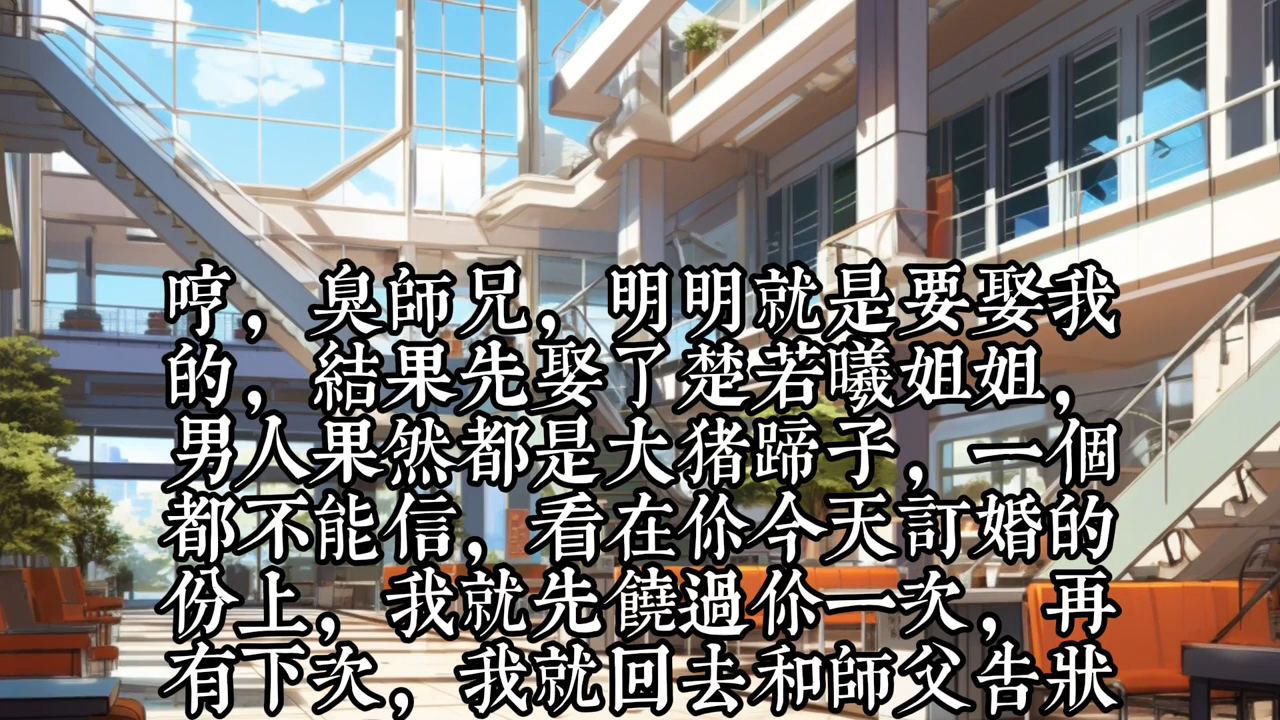 哼，臭師兄，明明就是要娶我
的，結果先娶了楚若曦姐姐，
男人果然都是大猪蹄子，一個
都不能信，看在你今天訂婚的
份上，我就先饒過你一次，再
有下次，我就回去和師父告狀